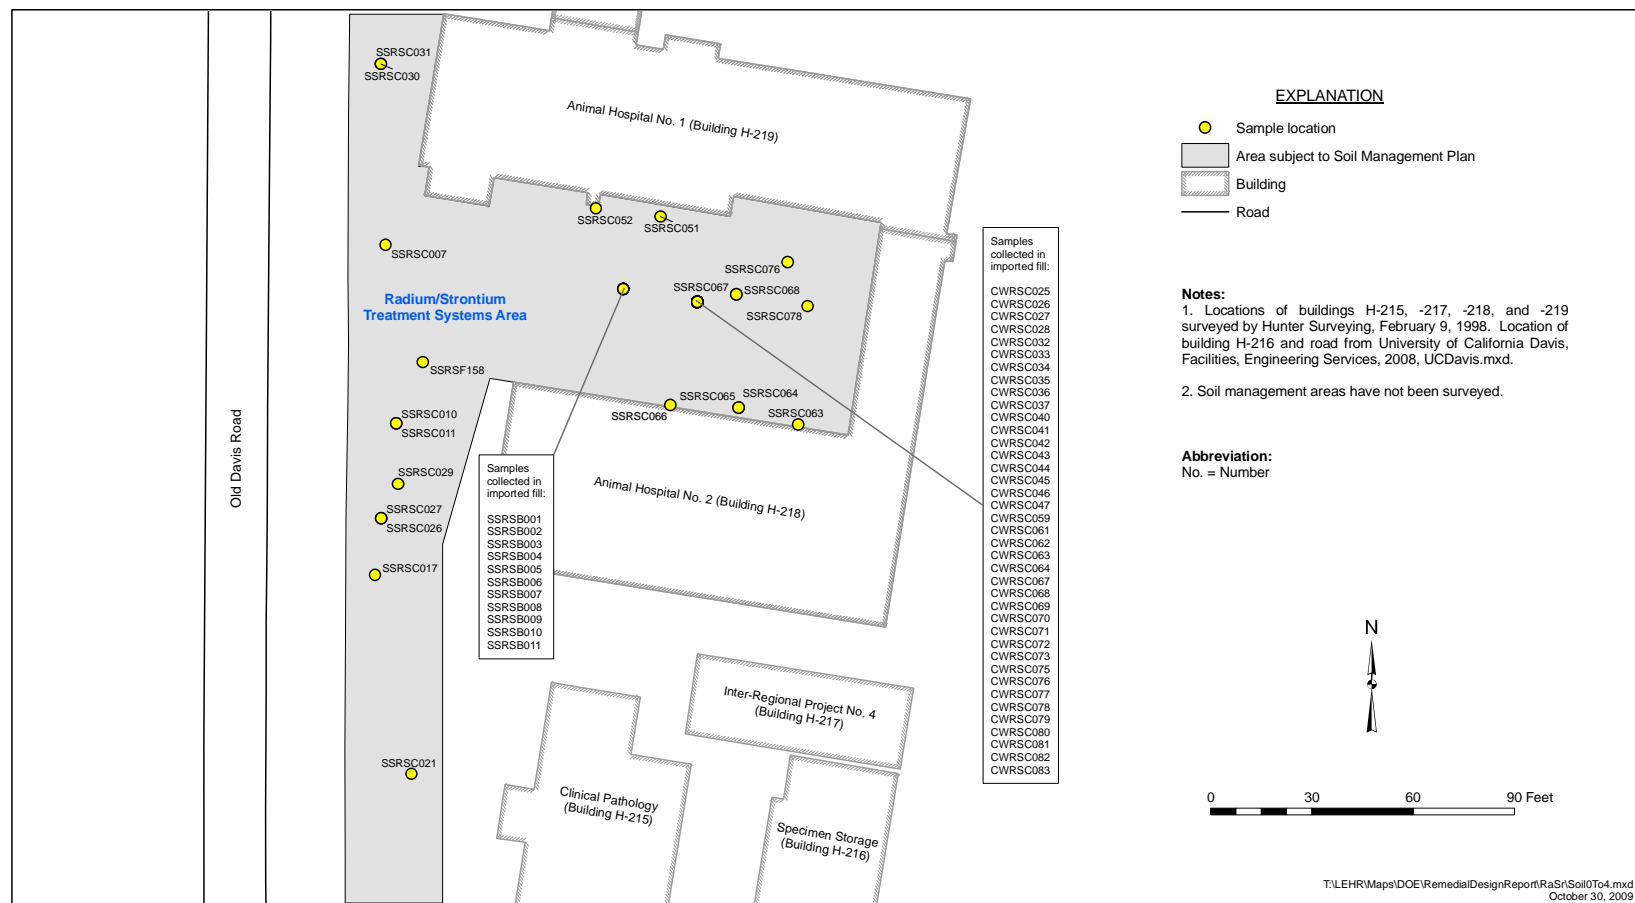 SSRSC031
SSRSC030
Animal Hospital No. 1 (Building H-219)
SSRSC052
SSRSC051
SSRSC007
SSRSC076
SSRSC067
SSRSC068
SSRSC078
Radium/Strontium
Treatment Systems Area
SSRSF158
SSRSC010
SSRSC011
SSRSC065
SSRSC064
SSRSC066
SSRSC063
SSRSC029
SSRSC027
SSRSC026
SSRSC017
SSRSC021
Old Davis Road
Animal Hospital No. 2 (Building H-218)
Samples
collected in
imported fill:
SSRSB001
SSRSB002
SSRSB003
SSRSB004
SSRSB005
SSRSB006
SSRSB007
SSRSB008
SSRSB009
SSRSB010
SSRSB011
Inter-Regional Project No. 4
(Building H-217)
Clinical Pathology
(Building H-215)
Specimen Storage
(Building H-216)
Samples
collected in
imported fill:
CWRSC025
CWRSC026
CWRSC027
CWRSC028
CWRSC032
CWRSC033
CWRSC034
CWRSC035
CWRSC036
CWRSC037
CWRSC040
CWRSC041
CWRSC042
CWRSC043
CWRSC044
CWRSC045
CWRSC046
CWRSC047
CWRSC059
CWRSC061
CWRSC062
CWRSC063
CWRSC064
CWRSC067
CWRSC068
CWRSC069
CWRSC070
CWRSC071
CWRSC072
CWRSC073
CWRSC075
CWRSC076
CWRSC077
CWRSC078
CWRSC079
CWRSC080
CWRSC081
CWRSC082
CWRSC083
EXPLANATION
Sample location
Area subject to Soil Management Plan
Building
Road
Notes:
1. Locations of buildings H-215, -217, -218, and -219
surveyed by Hunter Surveying, February 9, 1998. Location of
building H-216 and road from University of California Davis,
Facilities, Engineering Services, 2008, UCDavis.mxd.
2. Soil management areas have not been surveyed.
Abbreviation:
No. = Number
N
0 30 60 90 Feet
T:\LEHR\Maps\DOE\RemedialDesignReport\RaSr\Soil0To4.mxd
October 30, 2009